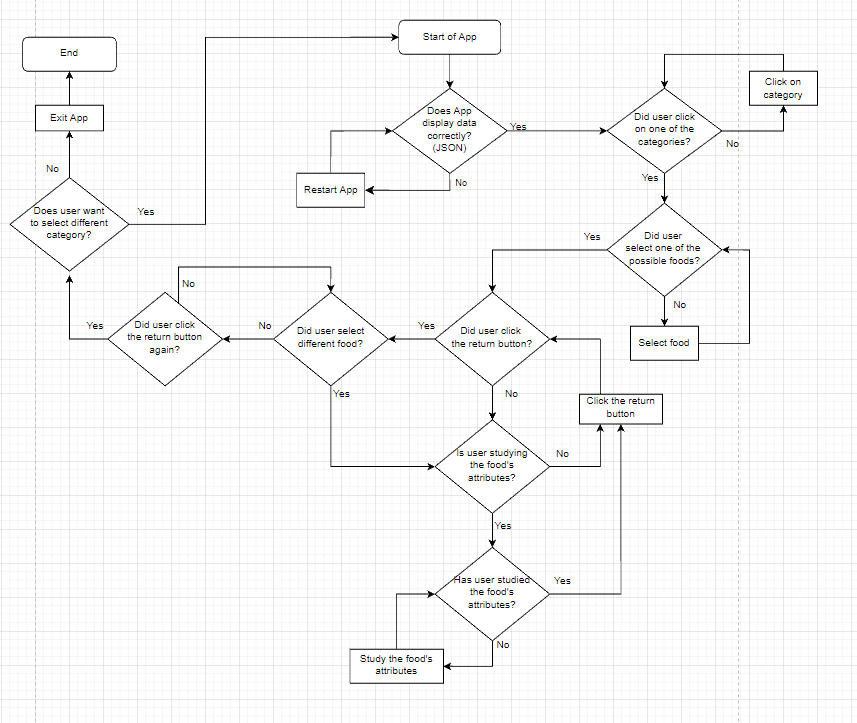 Start of App
End
Click on
category
Exit App
Does App
display data
correctly?
(JSON)
Yes
Did user click
on one of the
categories?
No
No
Restart App
No
Yes
Does user want
to select different
category?
Yes
Did user
select one of the
possible foods?
Yes
No
No
Select food
Did user click
the return button
again?
Yes
No
Did user select
different food?
Yes
Did user click
the return button?
Yes
No
Click the return
button
Is user studying
the food's
attributes?
No
Yes
Has user studied
the food's
attributes?
Yes
No
Study the food's
attributes